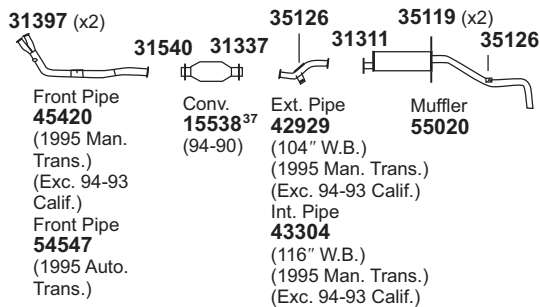 31397 (x2)
31540
31337
35126
31311
35119 (x2)
35126
Front Pipe
45420
(1995 Man.
Trans.)
(Exc. 94-93
Calif.)
Front Pipe
54547
(1995 Auto.
Trans.)
Conv.
15538³⁷
(94-90)
Ext. Pipe
42929
(104″ W.B.)
(1995 Man. Trans.)
(Exc. 94-93 Calif.)
Int. Pipe
43304
(116″ W.B.)
(1995 Man. Trans.)
(Exc. 94-93 Calif.)
Muffler
55020